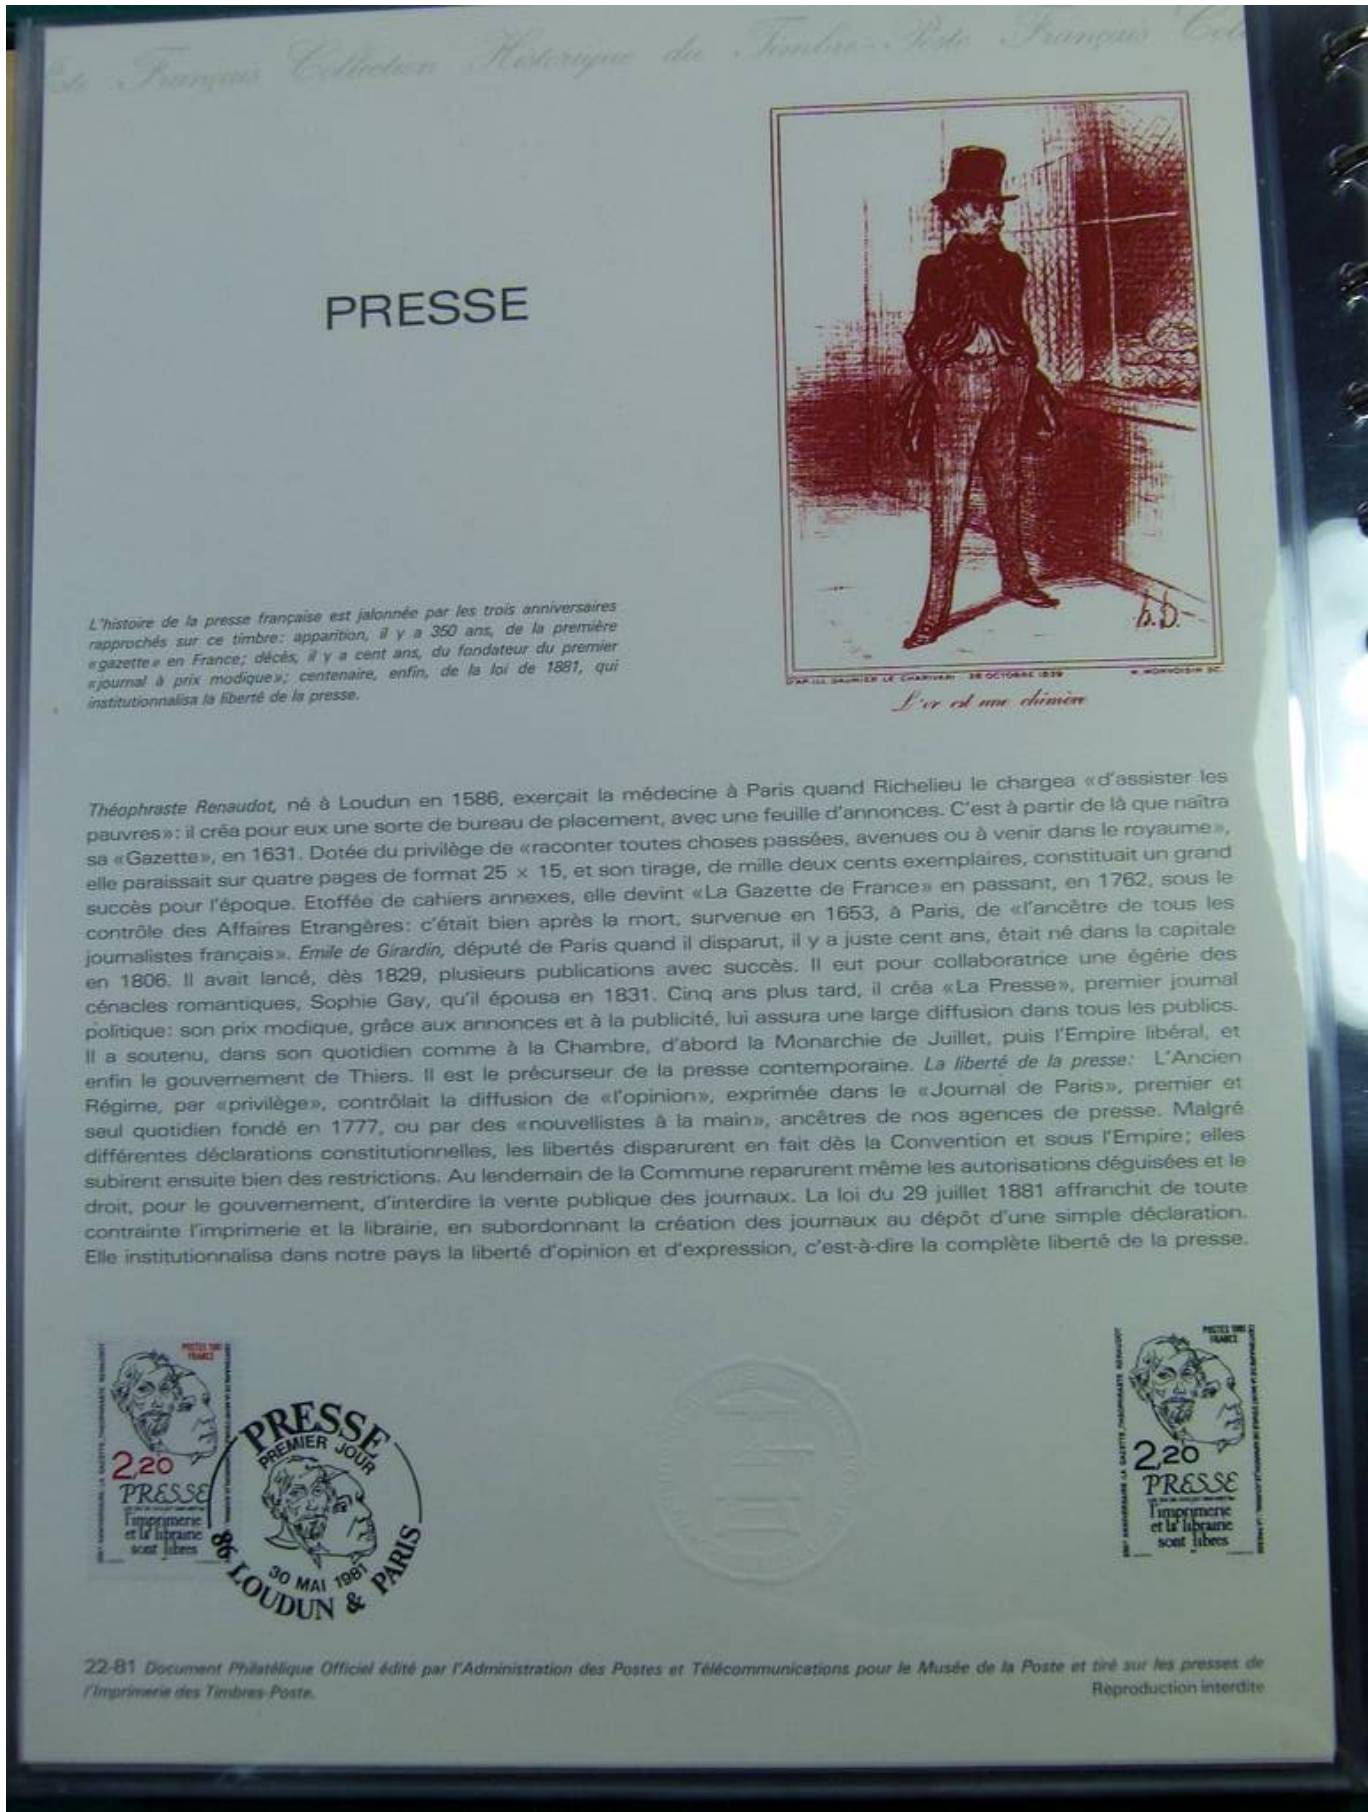 ste Français Collection Historique du Timbre-Poste Français Coll
PRESSE
D'AP. ILL. DAUMIER LE CHARIVARI 28 OCTOBRE 1839 R. MONVOISIN SC.
L'or est une chimère
L'histoire de la presse française est jalonnée par les trois anniversaires
rapprochés sur ce timbre: apparition, il y a 350 ans, de la première
«gazette» en France; décès, il y a cent ans, du fondateur du premier
«journal à prix modique»; centenaire, enfin, de la loi de 1881, qui
institutionnalisa la liberté de la presse.
Théophraste Renaudot, né à Loudun en 1586, exerçait la médecine à Paris quand Richelieu le chargea «d'assister les
pauvres»: il créa pour eux une sorte de bureau de placement, avec une feuille d'annonces. C'est à partir de là que naîtra
sa «Gazette», en 1631. Dotée du privilège de «raconter toutes choses passées, avenues ou à venir dans le royaume»,
elle paraissait sur quatre pages de format 25 × 15, et son tirage, de mille deux cents exemplaires, constituait un grand
succès pour l'époque. Etoffée de cahiers annexes, elle devint «La Gazette de France» en passant, en 1762, sous le
contrôle des Affaires Etrangères: c'était bien après la mort, survenue en 1653, à Paris, de «l'ancêtre de tous les
journalistes français». Emile de Girardin, député de Paris quand il disparut, il y a juste cent ans, était né dans la capitale
en 1806. Il avait lancé, dès 1829, plusieurs publications avec succès. Il eut pour collaboratrice une égérie des
cénacles romantiques, Sophie Gay, qu'il épousa en 1831. Cinq ans plus tard, il créa «La Presse», premier journal
politique: son prix modique, grâce aux annonces et à la publicité, lui assura une large diffusion dans tous les publics.
Il a soutenu, dans son quotidien comme à la Chambre, d'abord la Monarchie de Juillet, puis l'Empire libéral, et
enfin le gouvernement de Thiers. Il est le précurseur de la presse contemporaine. La liberté de la presse: L'Ancien
Régime, par «privilège», contrôlait la diffusion de «l'opinion», exprimée dans le «Journal de Paris», premier et
seul quotidien fondé en 1777, ou par des «nouvellistes à la main», ancêtres de nos agences de presse. Malgré
différentes déclarations constitutionnelles, les libertés disparurent en fait dès la Convention et sous l'Empire; elles
subirent ensuite bien des restrictions. Au lendemain de la Commune reparurent même les autorisations déguisées et le
droit, pour le gouvernement, d'interdire la vente publique des journaux. La loi du 29 juillet 1881 affranchit de toute
contrainte l'imprimerie et la librairie, en subordonnant la création des journaux au dépôt d'une simple déclaration.
Elle institutionnalisa dans notre pays la liberté d'opinion et d'expression, c'est-à-dire la complète liberté de la presse.
POSTES 1981
FRANCE
2,20
PRESSE
l'imprimerie
et la librairie
sont libres
PRESSE
PREMIER JOUR
30 MAI 1981
86 LOUDUN & PARIS
POSTES 1981
FRANCE
2,20
PRESSE
l'imprimerie
et la librairie
sont libres
22-81 Document Philatélique Officiel édité par l'Administration des Postes et Télécommunications pour le Musée de la Poste et tiré sur les presses de
l'Imprimerie des Timbres-Poste. Reproduction interdite